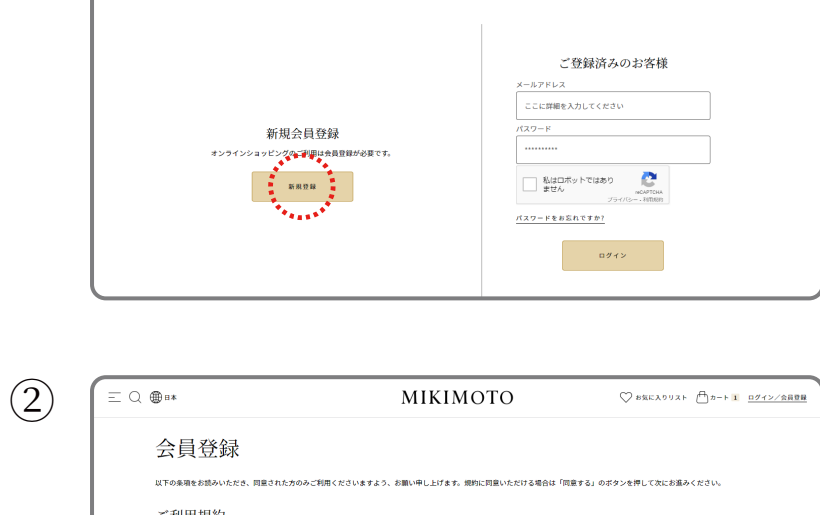 新規会員登録
オンラインショッピングのご利用は会員登録が必要です。
新規登録
ご登録済みのお客様
メールアドレス
ここに詳細を入力してください
パスワード
**********
私はロボットではあり
ません
reCAPTCHA
プライバシー - 利用規約
パスワードをお忘れですか?
ログイン
②
日本
MIKIMOTO
お気に入りリスト
カート 1
ログイン／会員登録
会員登録
以下の条項をお読みいただき、同意された方のみご利用くださいますよう、お願い申し上げます。規約に同意いただける場合は「同意する」のボタンを押して次にお進みください。
ご利用規約